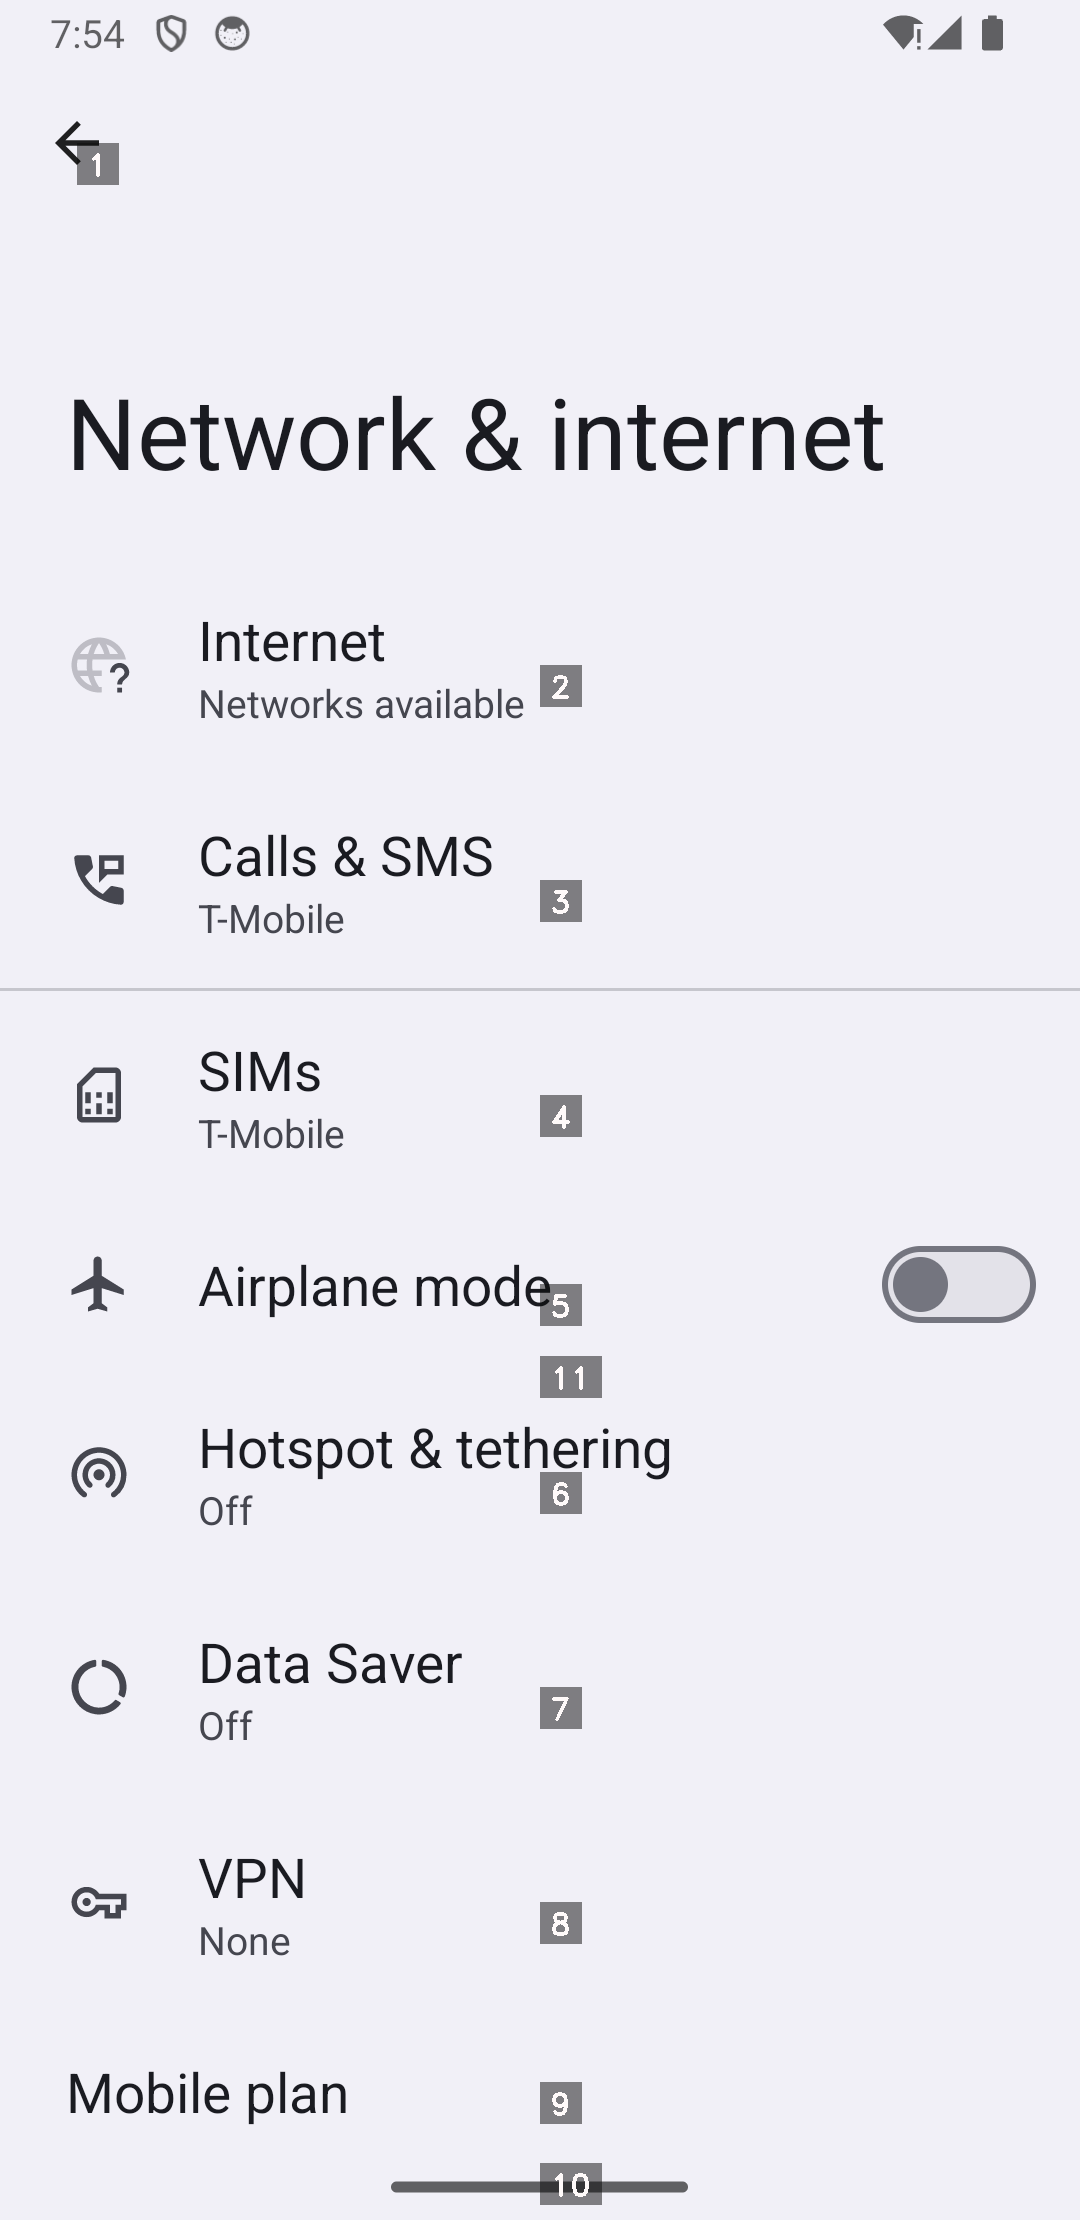 7:54
1
Network & internet
Internet
Networks available
2
Calls & SMS
3
T-Mobile
SIMs
4
T-Mobile
Airplane mode
5
11
Hotspot & tethering
6
Off
Data Saver
7
Off
VPN
8
None
Mobile plan
9
10